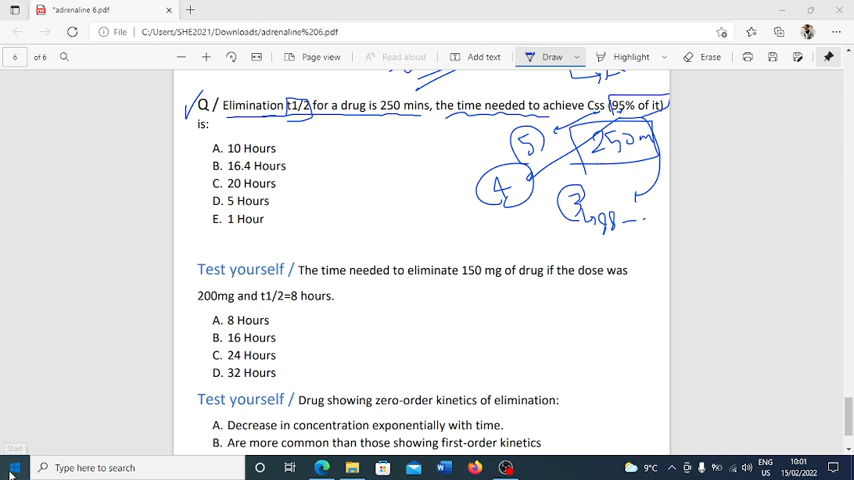 *adrenaline 6.pdf
File
C:/Users/SHE2021/Downloads/adrenaline%206.pdf
6
of 6
Page view
Read aloud
Add text
Draw
Highlight
Erase
Q / Elimination t1/2 for a drug is 250 mins, the time needed to achieve Css (95% of it)
is:
5
250 m
A. 10 Hours
B. 16.4 Hours
C. 20 Hours
4
D. 5 Hours
3
E. 1 Hour
98
Test yourself / The time needed to eliminate 150 mg of drug if the dose was
200mg and t1/2=8 hours.
A. 8 Hours
B. 16 Hours
C. 24 Hours
D. 32 Hours
Test yourself / Drug showing zero-order kinetics of elimination:
A. Decrease in concentration exponentially with time.
B. Are more common than those showing first-order kinetics
Start
Type here to search
9°C
ENG
US
10:01
15/02/2022